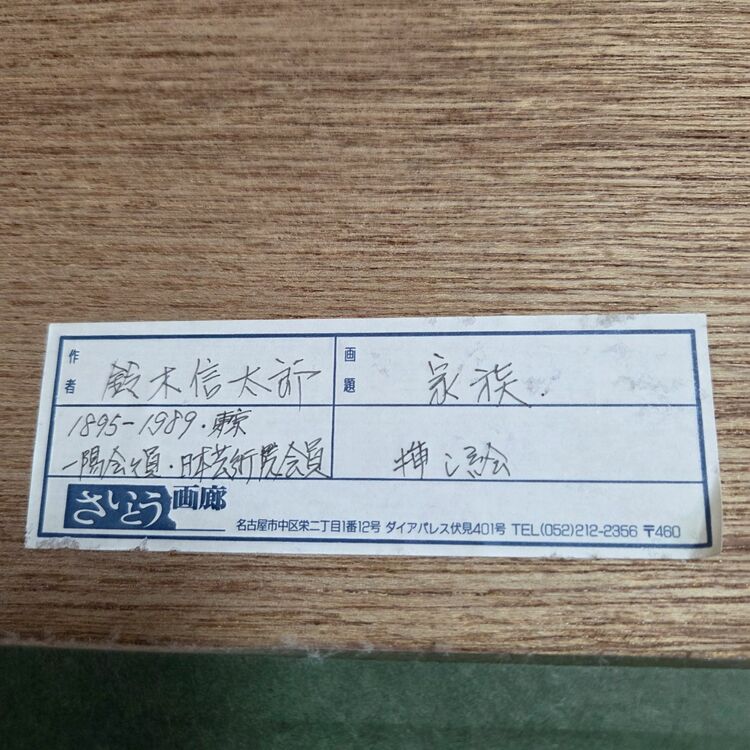 作者 鈴木信太郎
画題 家族.
1895-1989・東京
一陽会会員・日本芸術院会員
さいとう画廊
名古屋市中区栄二丁目1番12号 ダイアパレス伏見401号 TEL(052)212-2356 〒460